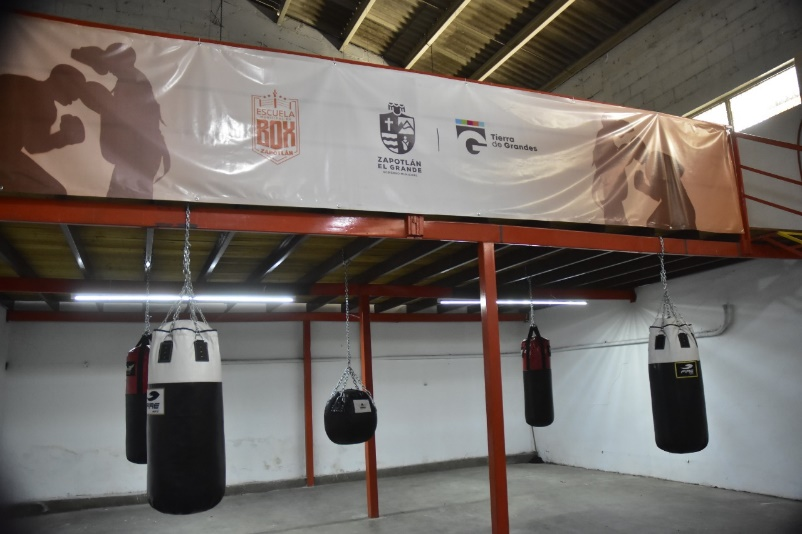 ESCUELA
BOX
ZAPOTLÁN
ZAPOTLÁN
EL GRANDE
Tierra
de Grandes